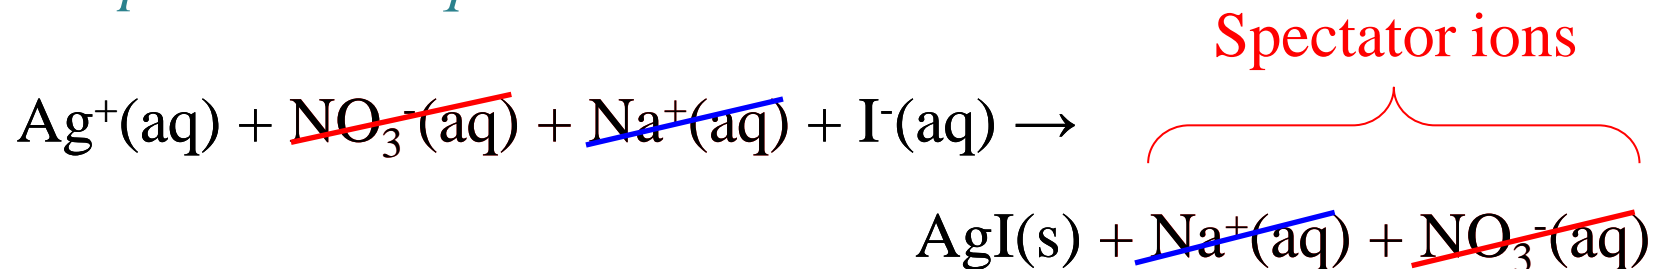 Spectator ions
Ag⁺(aq) + NO₃⁻(aq) + Na⁺(aq) + I⁻(aq) →
AgI(s) + Na⁺(aq) + NO₃⁻(aq)